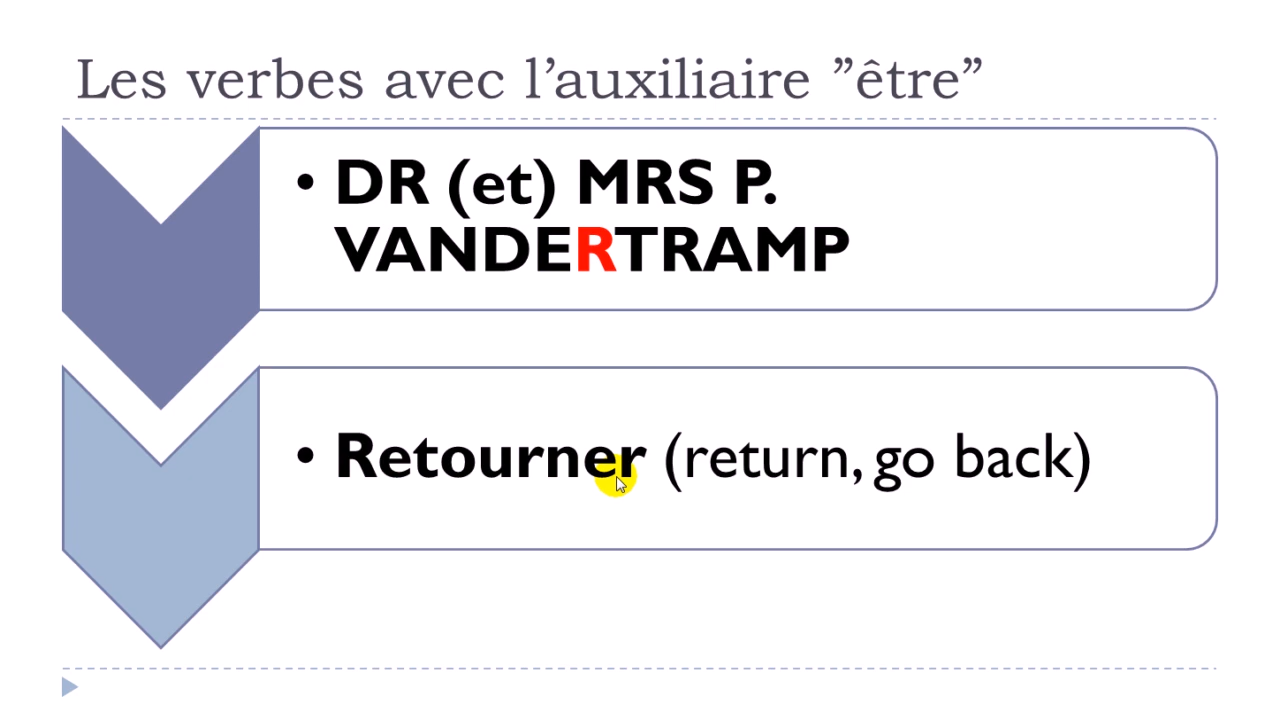 Les verbes avec l’auxiliaire ”être”
• DR (et) MRS P.
VANDERTRAMP
• Retourner (return, go back)